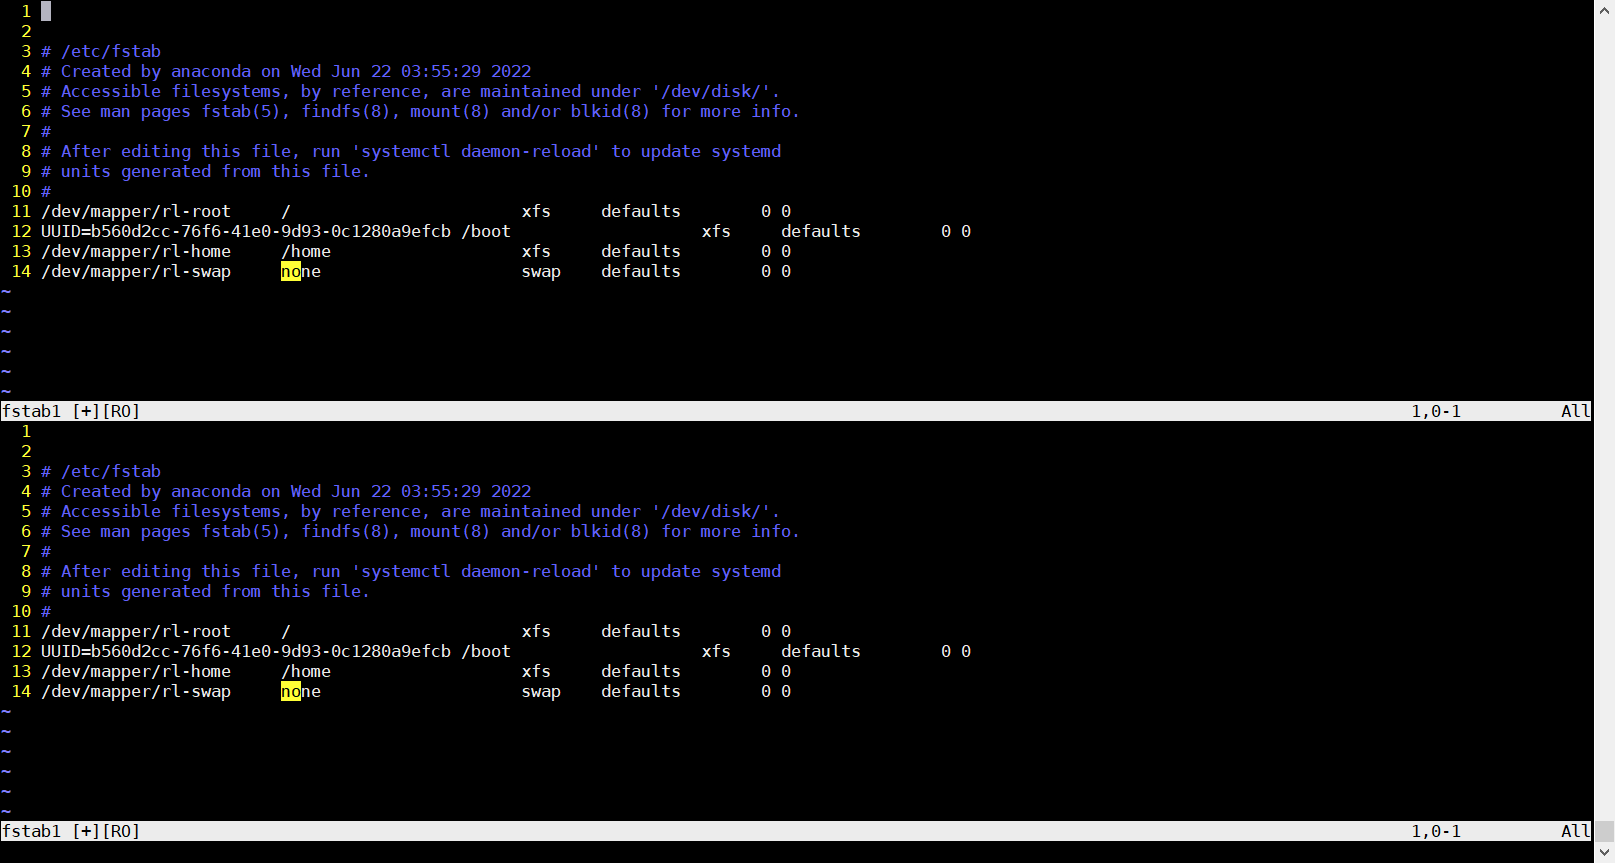 1
2
3 # /etc/fstab
4 # Created by anaconda on Wed Jun 22 03:55:29 2022
5 # Accessible filesystems, by reference, are maintained under '/dev/disk/'.
6 # See man pages fstab(5), findfs(8), mount(8) and/or blkid(8) for more info.
7 #
8 # After editing this file, run 'systemctl daemon-reload' to update systemd
9 # units generated from this file.
10 #
11 /dev/mapper/rl-root     /                       xfs     defaults        0 0
12 UUID=b560d2cc-76f6-41e0-9d93-0c1280a9efcb /boot                   xfs     defaults        0 0
13 /dev/mapper/rl-home     /home                   xfs     defaults        0 0
14 /dev/mapper/rl-swap     none                    swap    defaults        0 0
~
~
~
~
~
~
fstab1 [+][RO] 1,0-1 All
1
2
3 # /etc/fstab
4 # Created by anaconda on Wed Jun 22 03:55:29 2022
5 # Accessible filesystems, by reference, are maintained under '/dev/disk/'.
6 # See man pages fstab(5), findfs(8), mount(8) and/or blkid(8) for more info.
7 #
8 # After editing this file, run 'systemctl daemon-reload' to update systemd
9 # units generated from this file.
10 #
11 /dev/mapper/rl-root     /                       xfs     defaults        0 0
12 UUID=b560d2cc-76f6-41e0-9d93-0c1280a9efcb /boot                   xfs     defaults        0 0
13 /dev/mapper/rl-home     /home                   xfs     defaults        0 0
14 /dev/mapper/rl-swap     none                    swap    defaults        0 0
~
~
~
~
~
~
fstab1 [+][RO] 1,0-1 All